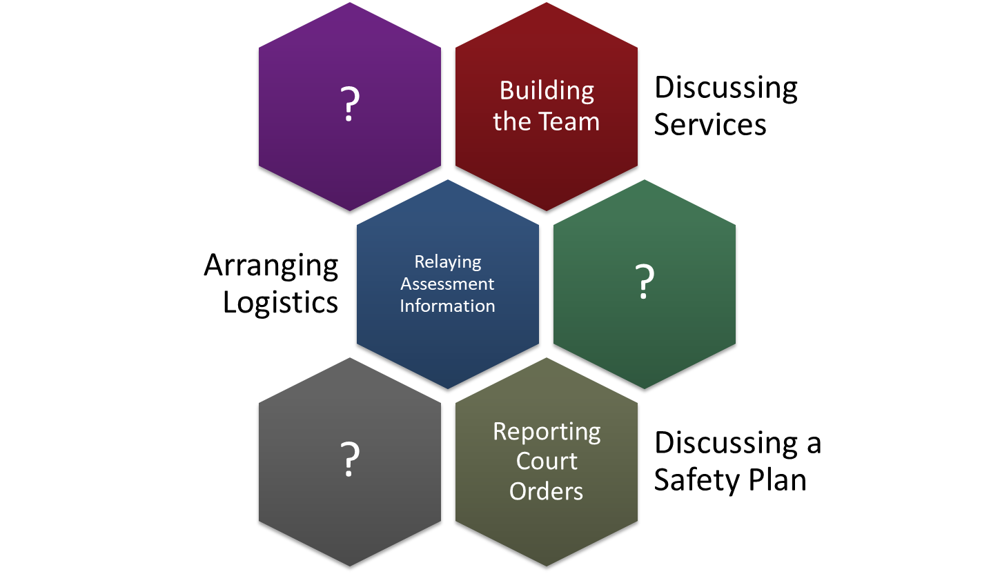 ?
Building
the Team
Discussing
Services
Arranging
Logistics
Relaying
Assessment
Information
?
?
Reporting
Court
Orders
Discussing a
Safety Plan